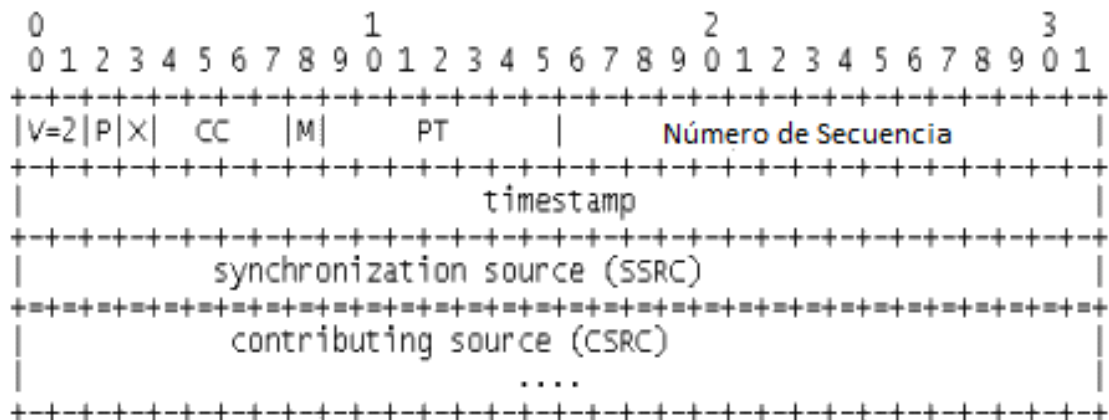 0 1 2 3
0 1 2 3 4 5 6 7 8 9 0 1 2 3 4 5 6 7 8 9 0 1 2 3 4 5 6 7 8 9 0 1
+-+-+-+-+-+-+-+-+-+-+-+-+-+-+-+-+-+-+-+-+-+-+-+-+-+-+-+-+-+-+-+-+
|V=2|P|X| CC |M| PT | Número de Secuencia |
+-+-+-+-+-+-+-+-+-+-+-+-+-+-+-+-+-+-+-+-+-+-+-+-+-+-+-+-+-+-+-+-+
| timestamp |
+-+-+-+-+-+-+-+-+-+-+-+-+-+-+-+-+-+-+-+-+-+-+-+-+-+-+-+-+-+-+-+-+
| synchronization source (SSRC) |
+=+=+=+=+=+=+=+=+=+=+=+=+=+=+=+=+=+=+=+=+=+=+=+=+=+=+=+=+=+=+=+=+
| contributing source (CSRC) |
| .... |
+-+-+-+-+-+-+-+-+-+-+-+-+-+-+-+-+-+-+-+-+-+-+-+-+-+-+-+-+-+-+-+-+